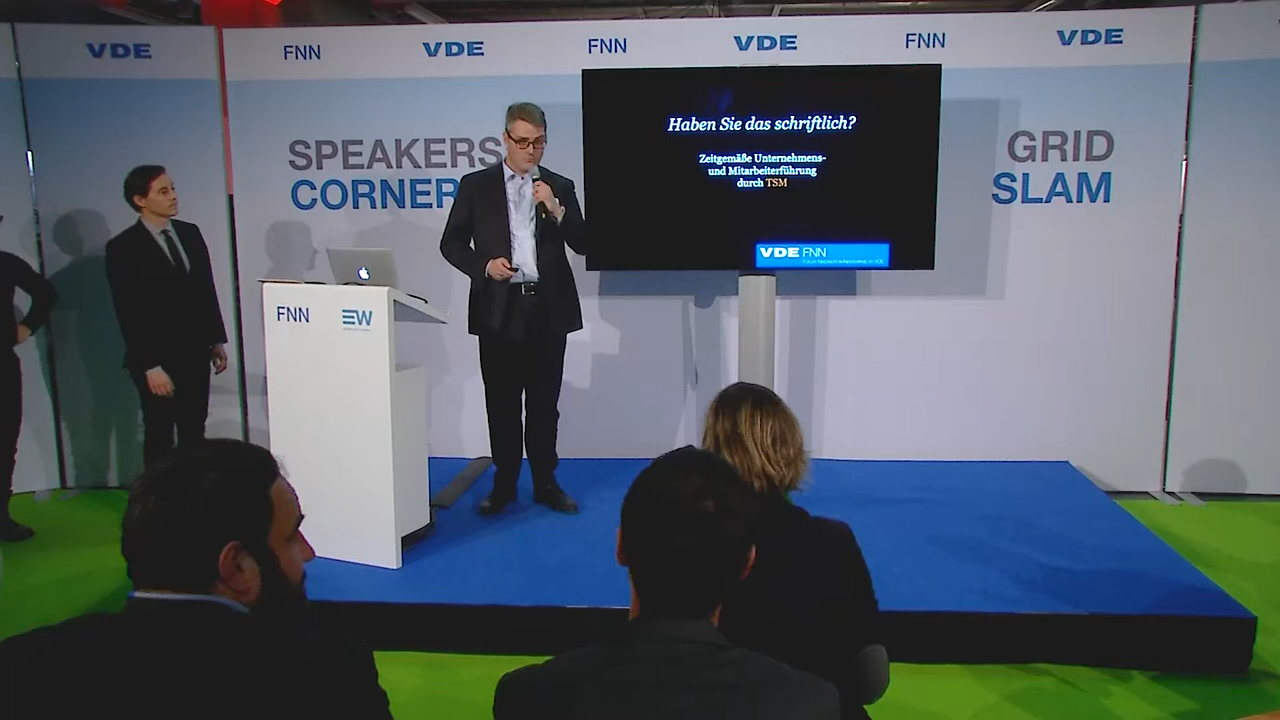 VDE
FNN
VDE
FNN
VDE
FNN
VDE
SPEAKERS
CORNER
GRID
SLAM
Haben Sie das schriftlich?
Zeitgemäße Unternehmens-
und Mitarbeiterführung
durch TSM
VDE FNN
FNN
EW